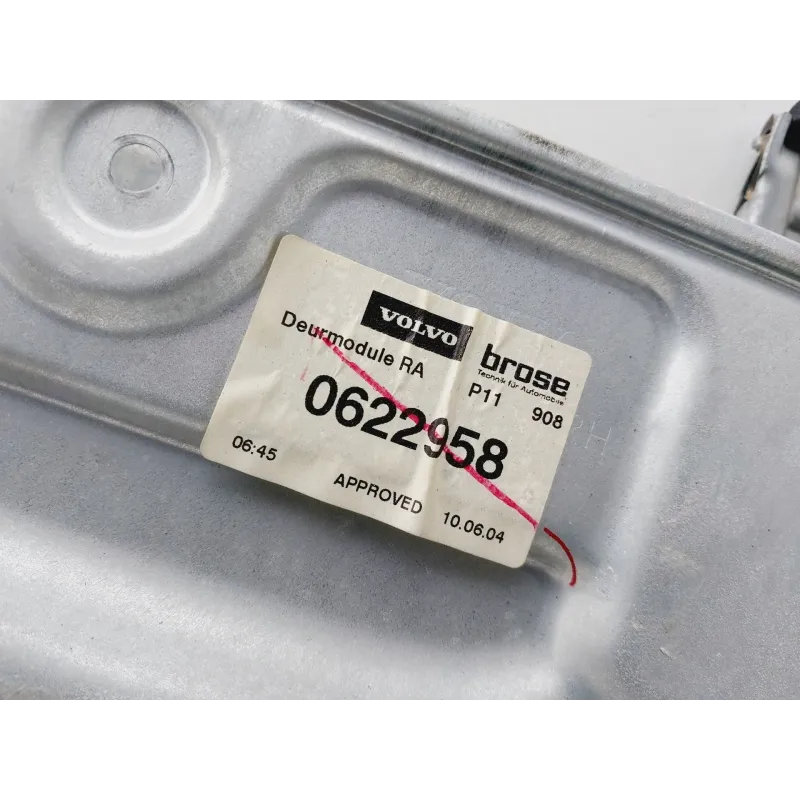 VOLVO
Deurmodule RA
brose
Technik für Automobile
P11 908
0622958
06:45
APPROVED 10.06.04